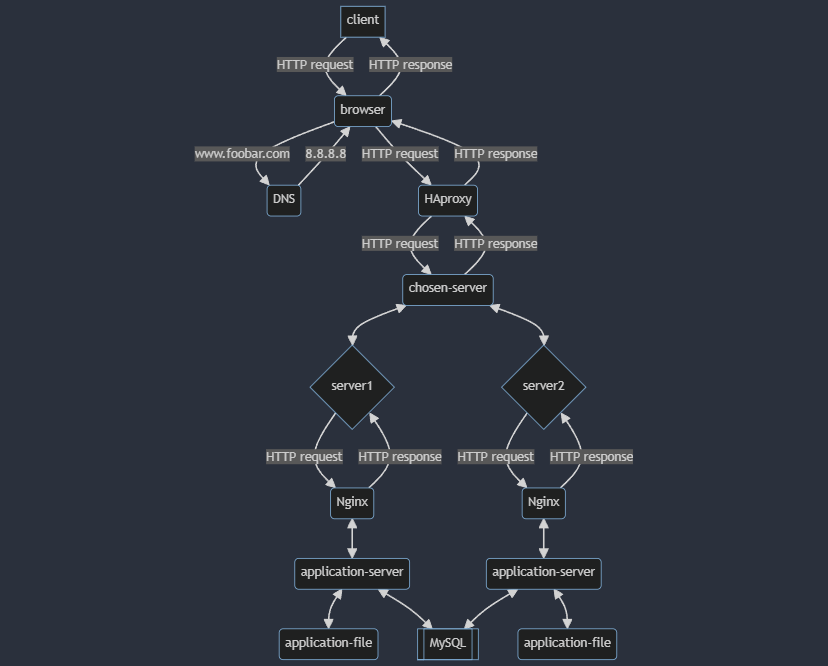 client
HTTP request
HTTP response
browser
www.foobar.com
8.8.8.8
HTTP request
HTTP response
DNS
HAproxy
HTTP request
HTTP response
chosen-server
server1
server2
HTTP request
HTTP response
HTTP request
HTTP response
Nginx
Nginx
application-server
application-server
application-file
MySQL
application-file